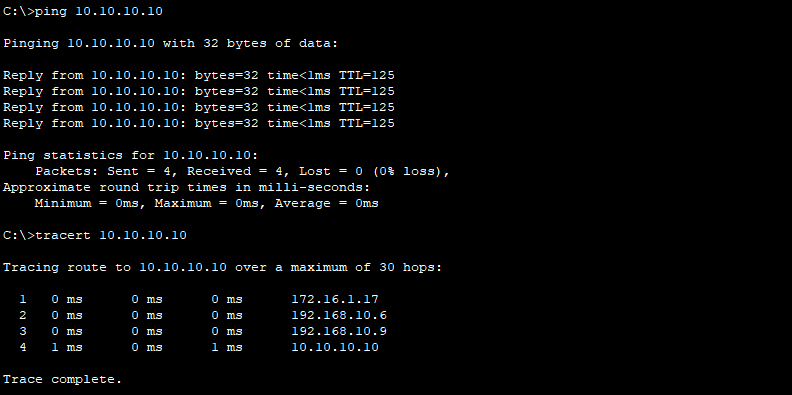 C:\>ping 10.10.10.10
Pinging 10.10.10.10 with 32 bytes of data:
Reply from 10.10.10.10: bytes=32 time<1ms TTL=125
Reply from 10.10.10.10: bytes=32 time<1ms TTL=125
Reply from 10.10.10.10: bytes=32 time<1ms TTL=125
Reply from 10.10.10.10: bytes=32 time<1ms TTL=125
Ping statistics for 10.10.10.10:
    Packets: Sent = 4, Received = 4, Lost = 0 (0% loss),
Approximate round trip times in milli-seconds:
    Minimum = 0ms, Maximum = 0ms, Average = 0ms
C:\>tracert 10.10.10.10
Tracing route to 10.10.10.10 over a maximum of 30 hops:
  1   0 ms      0 ms      0 ms      172.16.1.17
  2   0 ms      0 ms      0 ms      192.168.10.6
  3   0 ms      0 ms      0 ms      192.168.10.9
  4   1 ms      0 ms      1 ms      10.10.10.10
Trace complete.